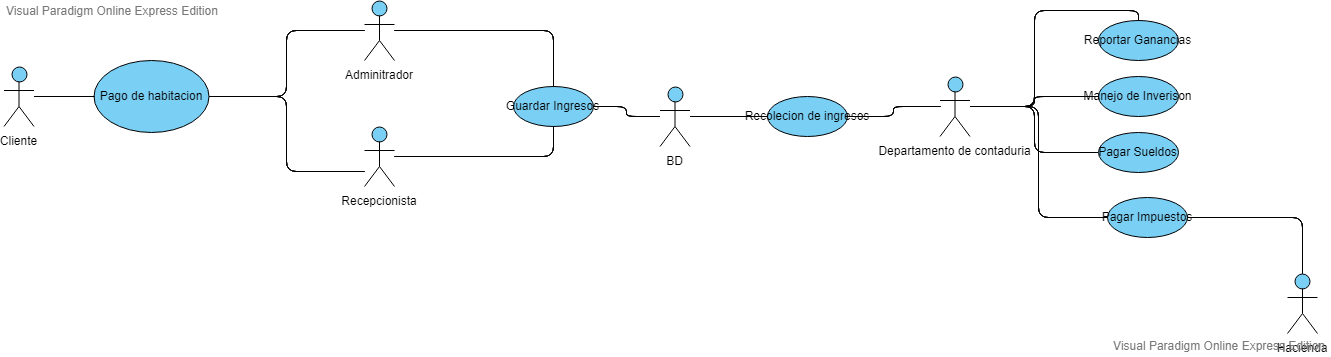 Visual Paradigm Online Express Edition
Adminitrador
Reportar Ganancias
Cliente
Pago de habitacion
Guardar Ingresos
Manejo de Inverison
BD
Recolecion de ingresos
Departamento de contaduria
Pagar Sueldos
Recepcionista
Pagar Impuestos
Visual Paradigm Online Express Edition
Hacienda